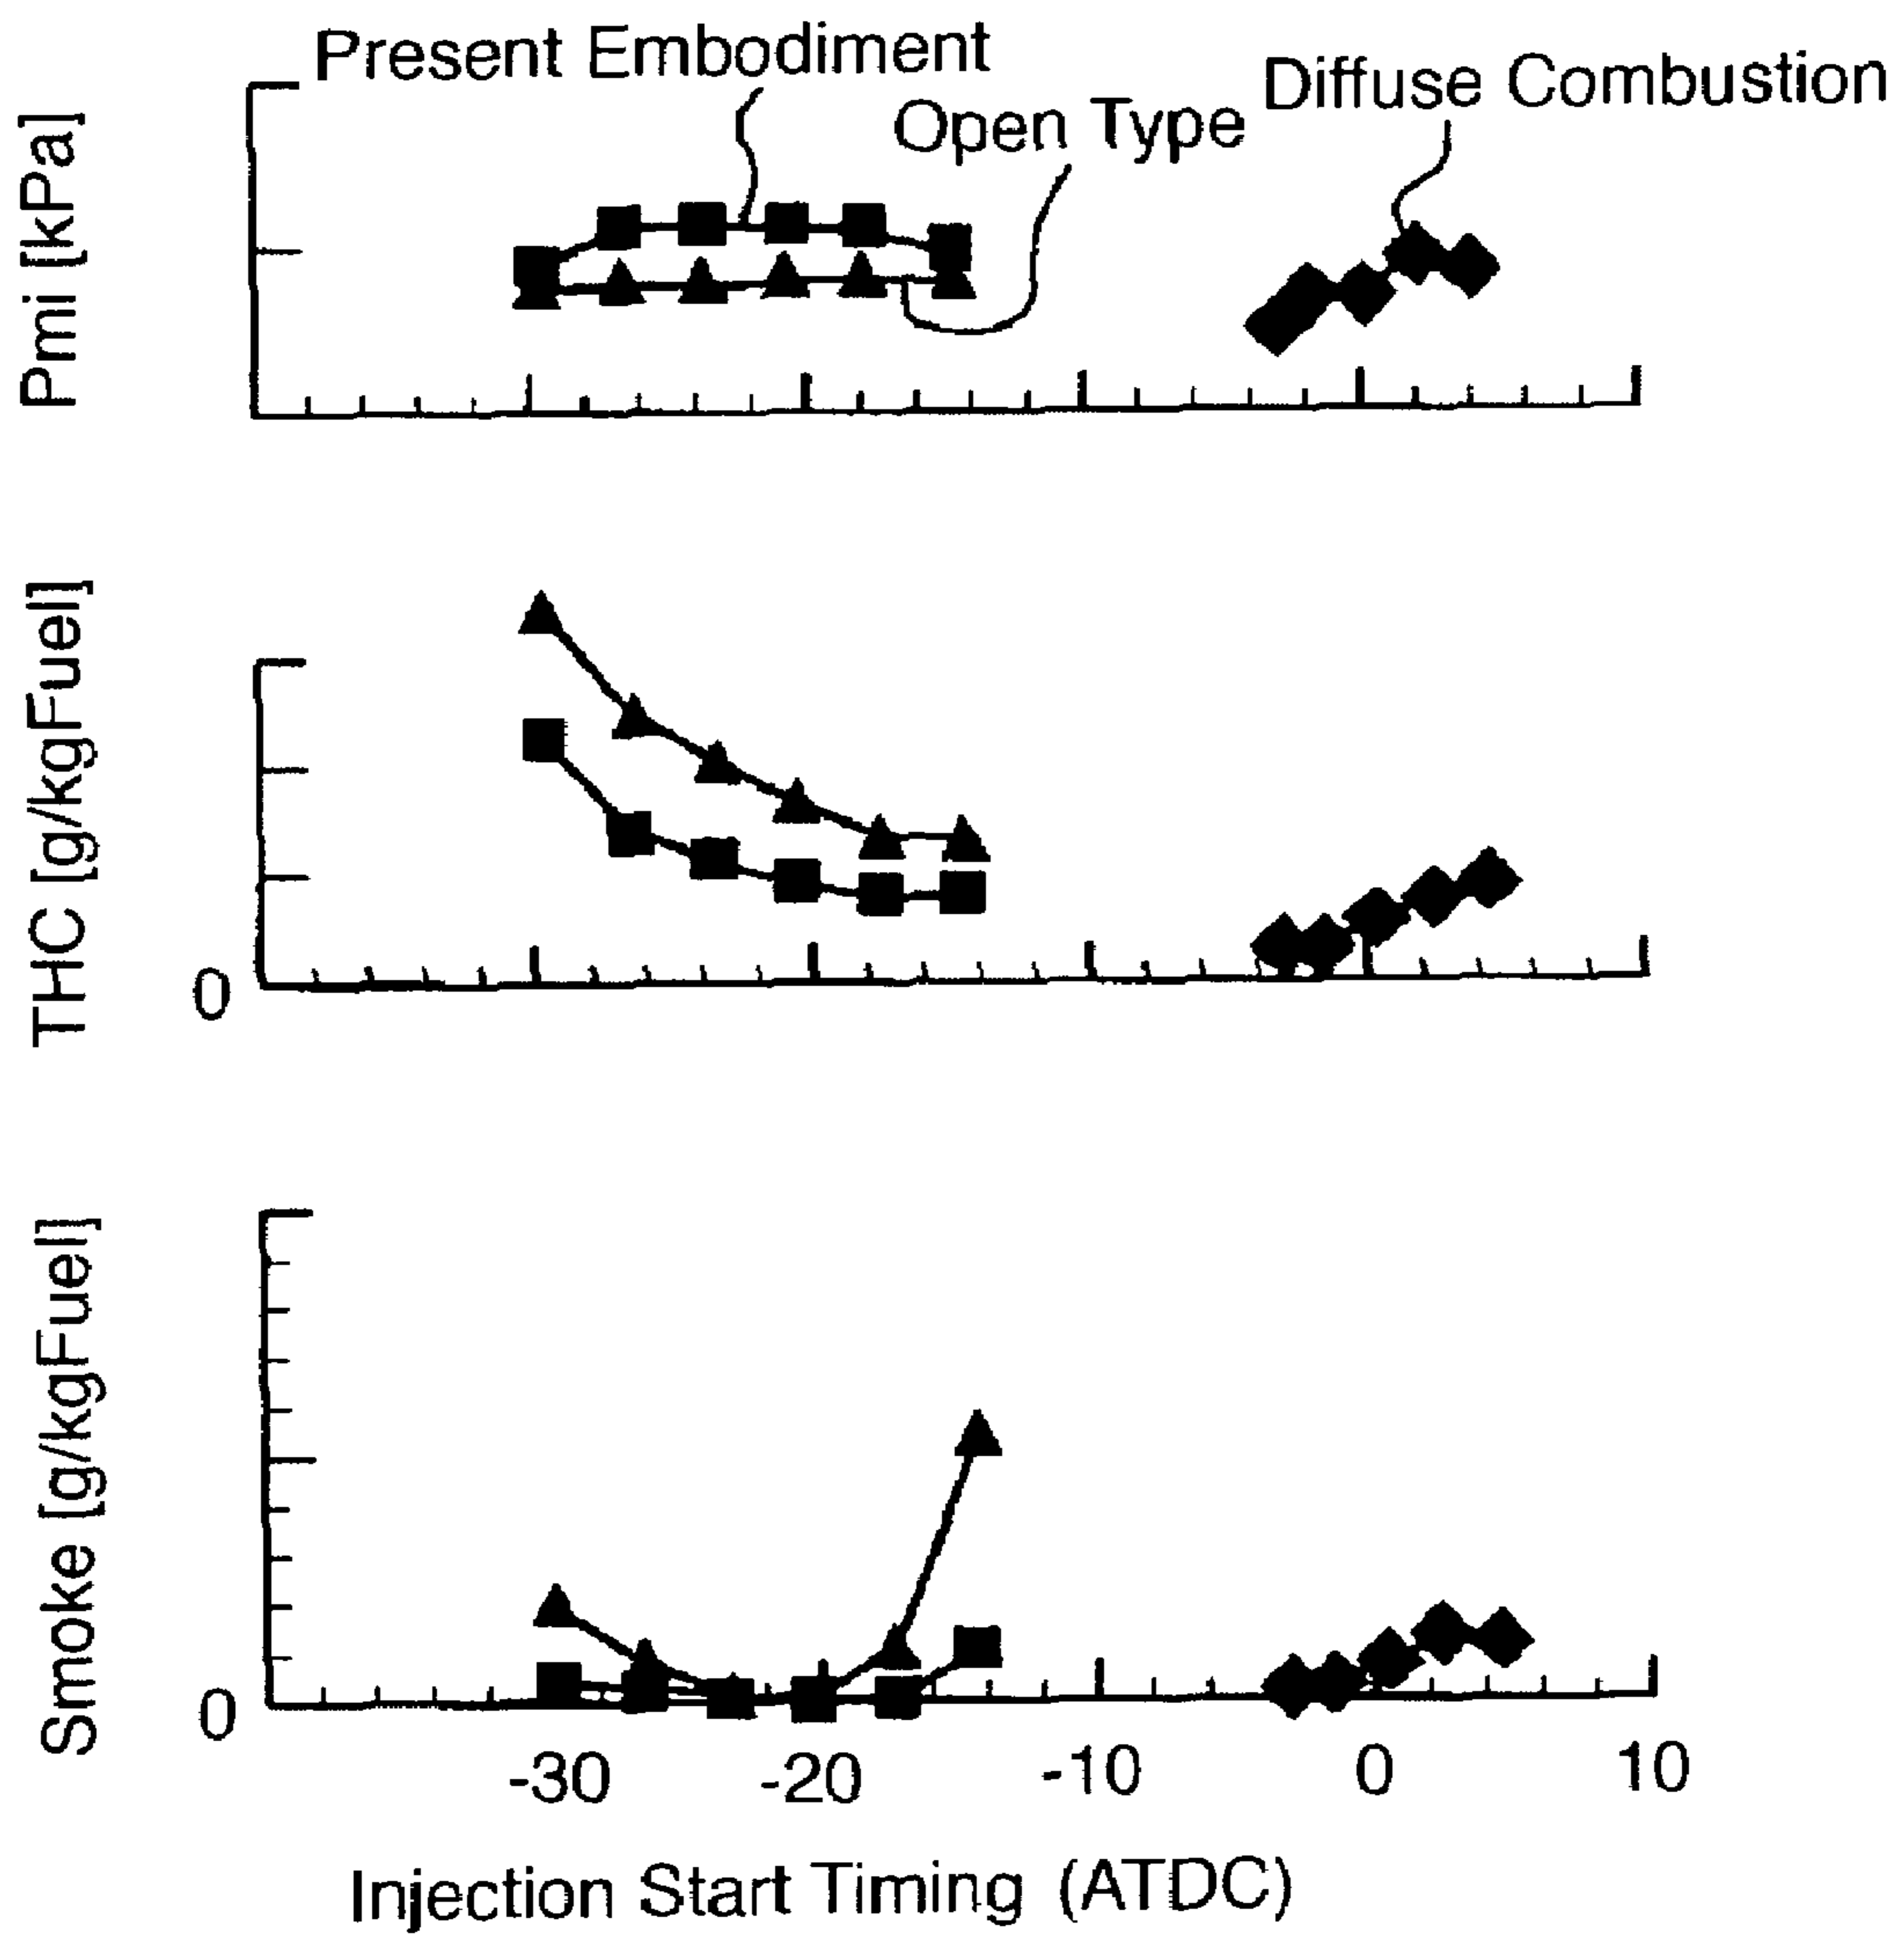 Present Embodiment
Open Type
Diffuse Combustion
Pmi [kPa]
THC [g/kgFuel]
0
Smoke [g/kgFuel]
0
-30 -20 -10 0 10
Injection Start Timing (ATDC)